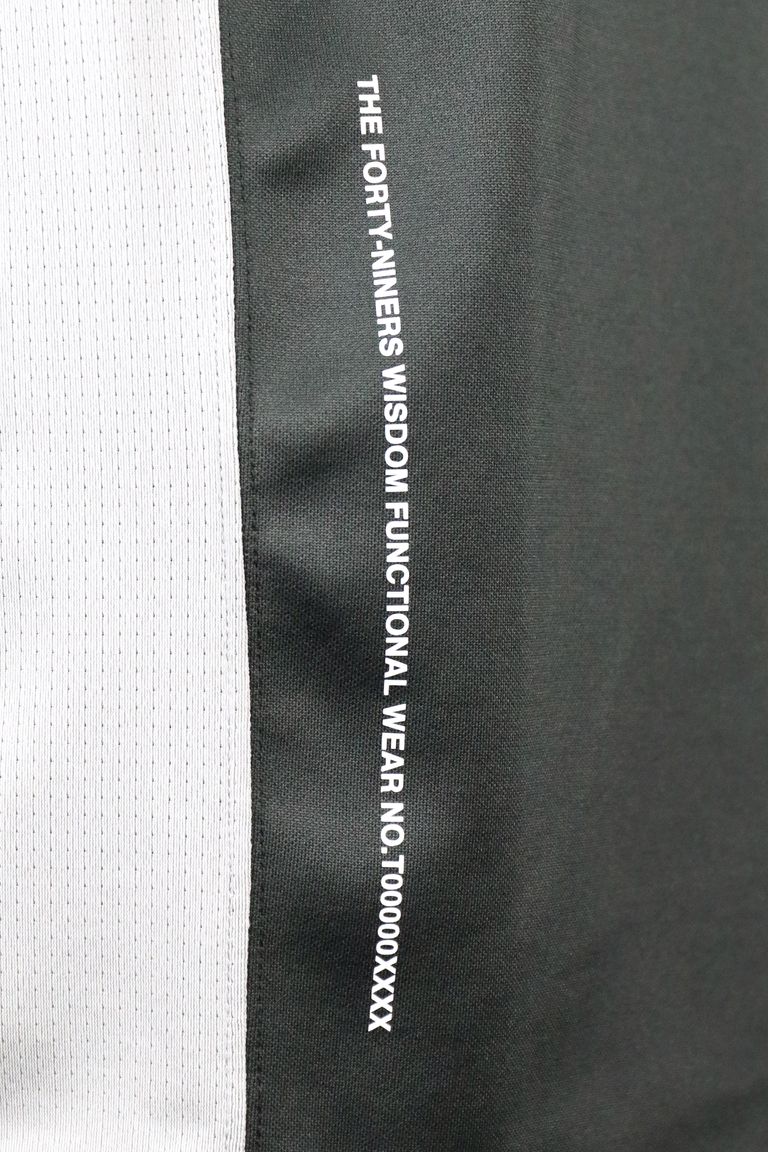 THE FORTY-NINERS WISDOM FUNCTIONAL WEAR NO.T00000XXXX